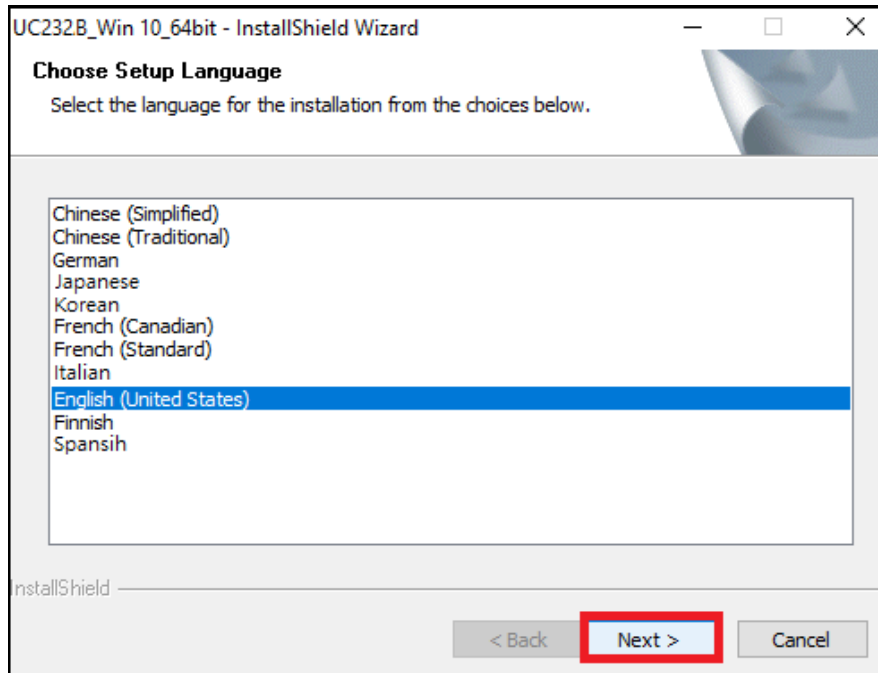 UC232B_Win 10_64bit - InstallShield Wizard
Choose Setup Language
Select the language for the installation from the choices below.
Chinese (Simplified)
Chinese (Traditional)
German
Japanese
Korean
French (Canadian)
French (Standard)
Italian
English (United States)
Finnish
Spansih
InstallShield
< Back Next > Cancel